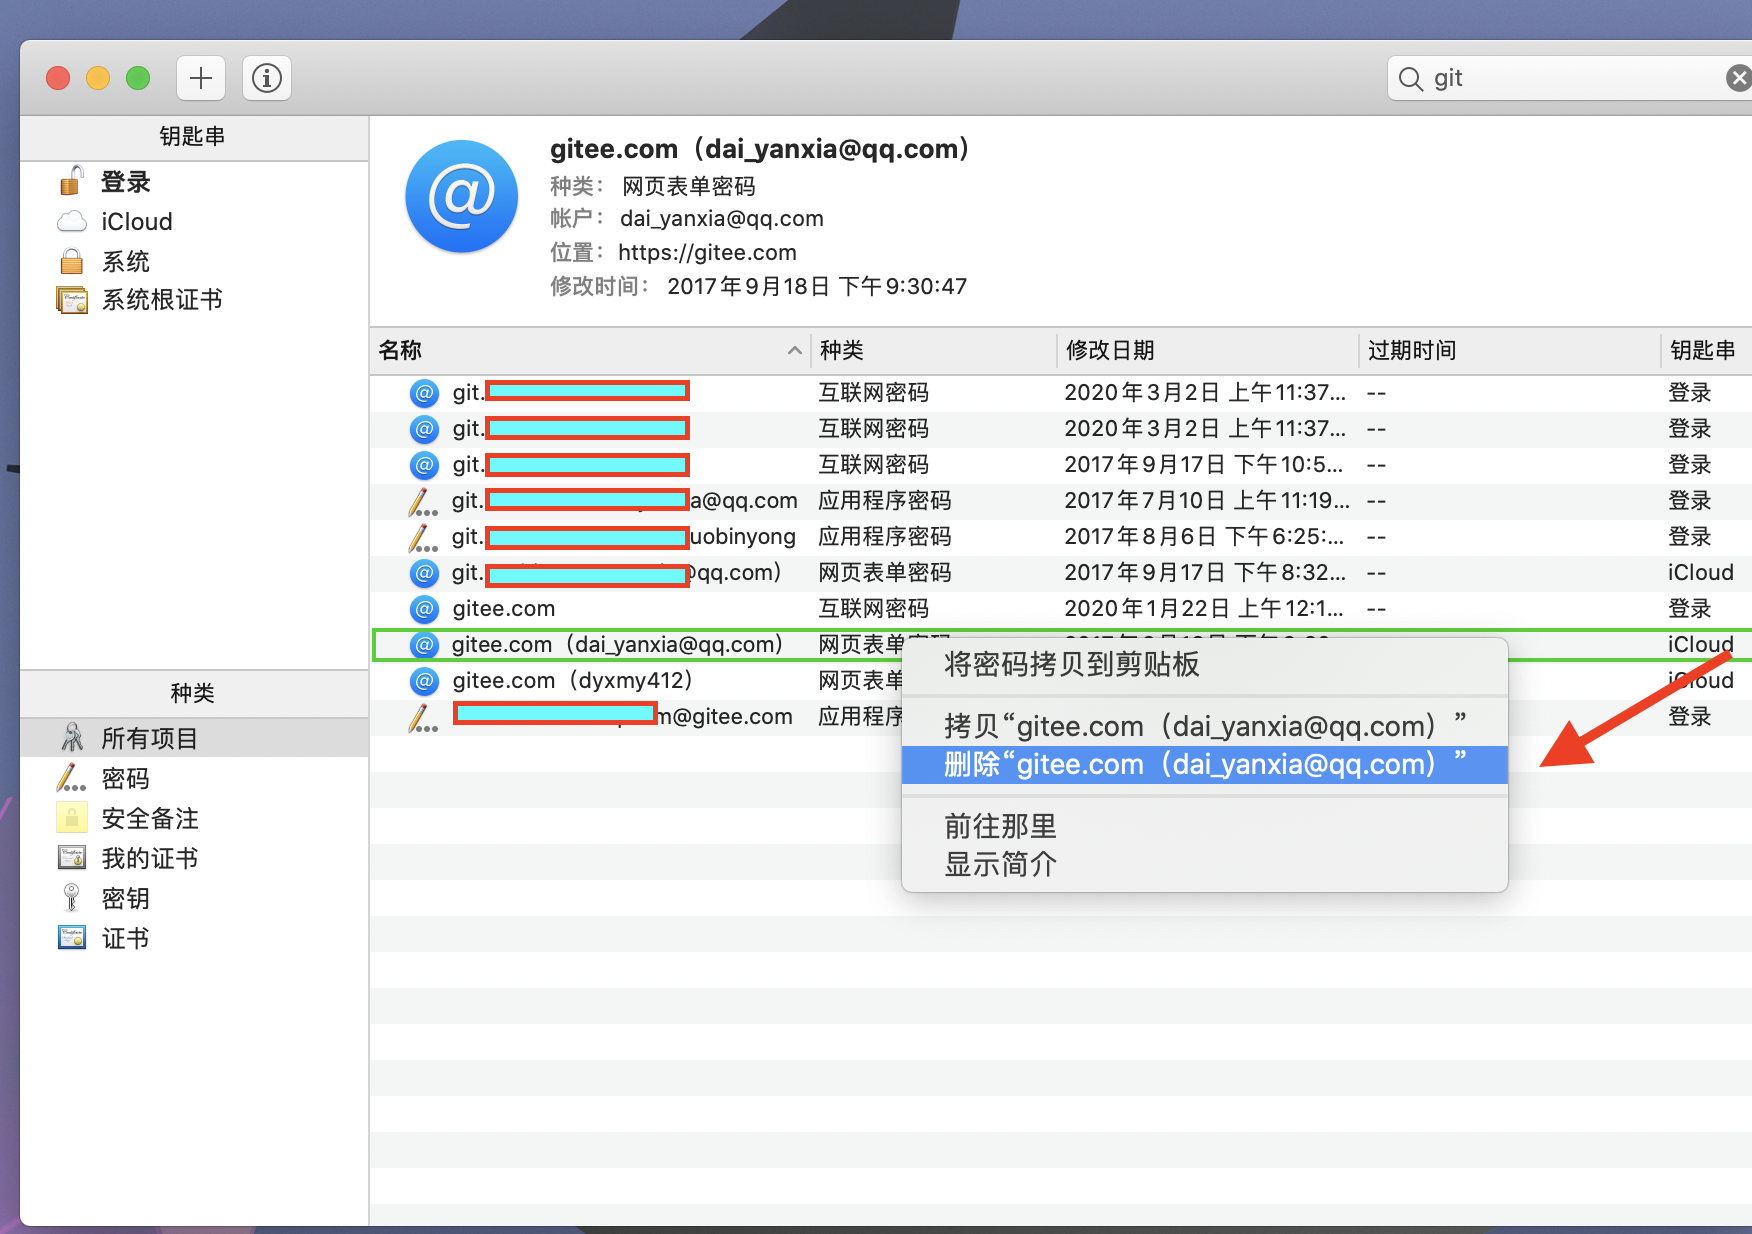 git
钥匙串
登录
iCloud
系统
系统根证书
gitee.com（dai_yanxia@qq.com）
种类： 网页表单密码
帐户： dai_yanxia@qq.com
位置： https://gitee.com
修改时间： 2017年9月18日 下午9:30:47
名称 种类 修改日期 过期时间 钥匙串
git. 互联网密码 2020年3月2日 上午11:37... -- 登录
git. 互联网密码 2020年3月2日 上午11:37... -- 登录
git. 互联网密码 2017年9月17日 下午10:5... -- 登录
git. a@qq.com 应用程序密码 2017年7月10日 上午11:19... -- 登录
git. uobinyong 应用程序密码 2017年8月6日 下午6:25:... -- 登录
git. @qq.com） 网页表单密码 2017年9月17日 下午8:32... -- iCloud
gitee.com 互联网密码 2020年1月22日 上午12:1... -- 登录
gitee.com（dai_yanxia@qq.com） 网页表单 iCloud
gitee.com（dyxmy412） 网页表单 iCloud
m@gitee.com 应用程序 登录
将密码拷贝到剪贴板
拷贝“gitee.com（dai_yanxia@qq.com）”
删除“gitee.com（dai_yanxia@qq.com）”
前往那里
显示简介
种类
所有项目
密码
安全备注
我的证书
密钥
证书